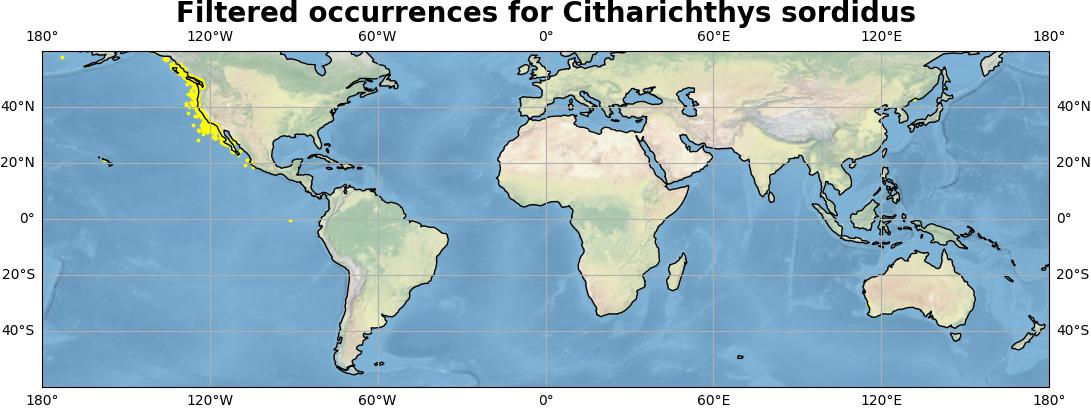 Filtered occurrences for Citharichthys sordidus
180° 120°W 60°W 0° 60°E 120°E 180°
40°N 40°N
20°N 20°N
0° 0°
20°S 20°S
40°S 40°S
180° 120°W 60°W 0° 60°E 120°E 180°